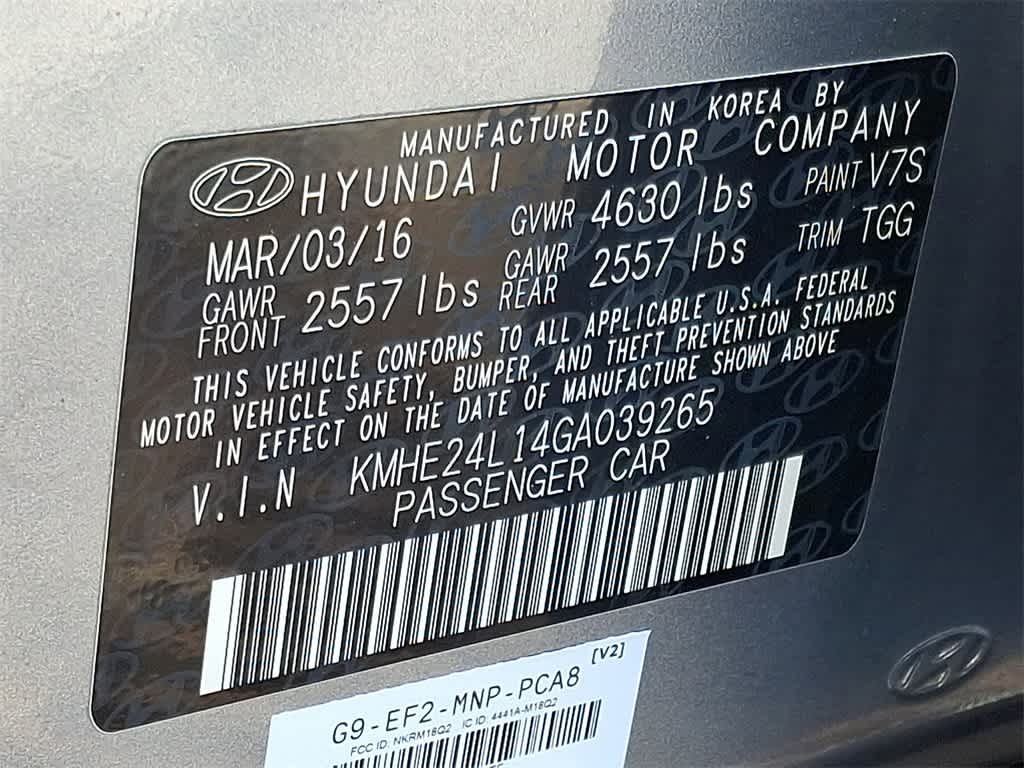 MANUFACTURED IN KOREA BY
HYUNDAI MOTOR COMPANY
MAR/03/16 GVWR 4630 lbs PAINT V7S
GAWR FRONT 2557 lbs GAWR REAR 2557 lbs TRIM TGG
THIS VEHICLE CONFORMS TO ALL APPLICABLE U.S.A. FEDERAL
MOTOR VEHICLE SAFETY, BUMPER, AND THEFT PREVENTION STANDARDS
IN EFFECT ON THE DATE OF MANUFACTURE SHOWN ABOVE
V.I.N KMHE24L14GA039265
PASSENGER CAR
[V2]
G9-EF2-MNP-PCA8
FCC ID: NKRM18Q2 IC ID: 4441A-M18Q2